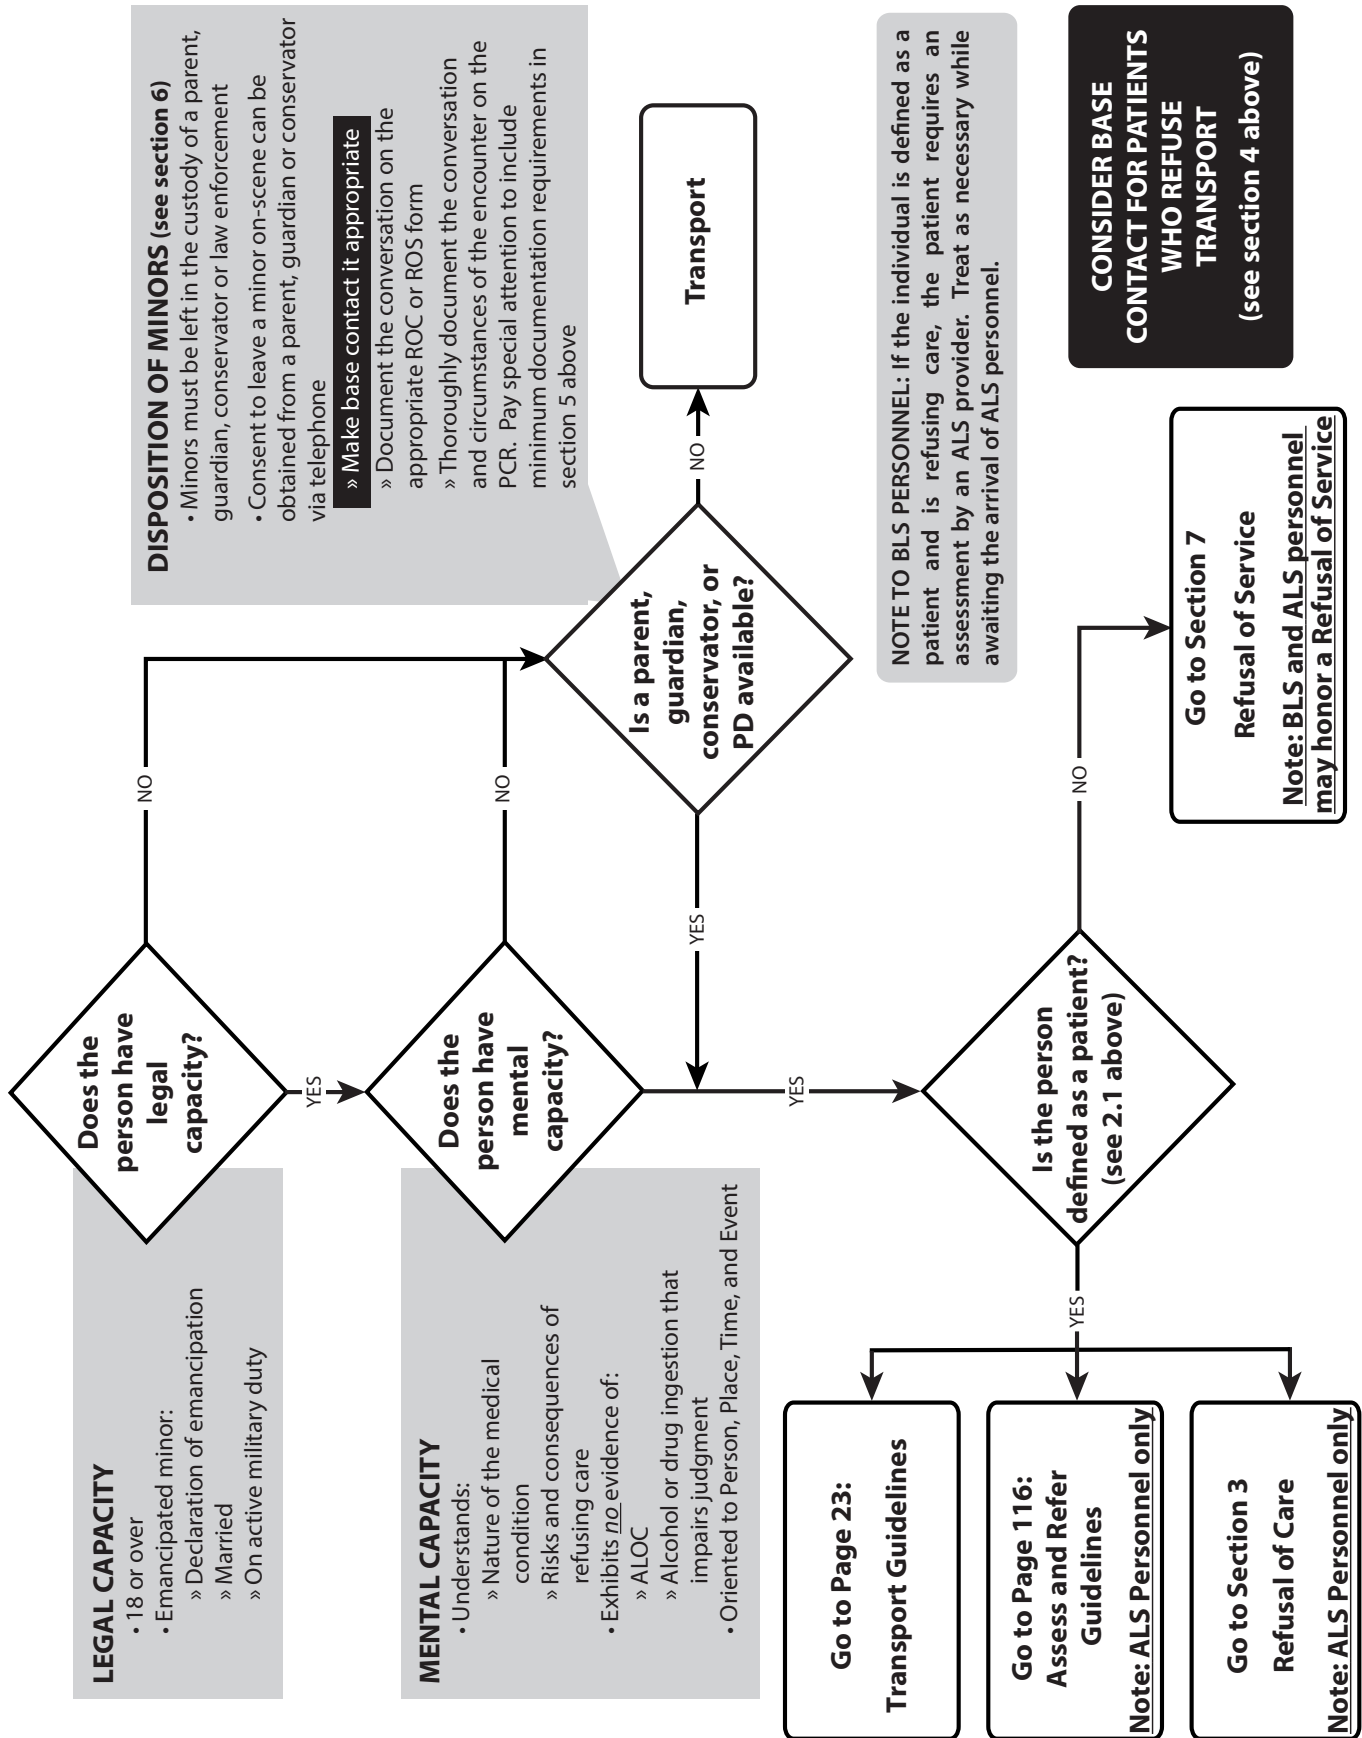 Does the
person have
legal
capacity?
LEGAL CAPACITY
• 18 or over
• Emancipated minor:
» Declaration of emancipation
» Married
» On active military duty
NO
YES
Does the
person have
mental
capacity?
MENTAL CAPACITY
• Understands:
» Nature of the medical
condition
» Risks and consequences of
refusing care
• Exhibits no evidence of:
» ALOC
» Alcohol or drug ingestion that
impairs judgment
• Oriented to Person, Place, Time, and Event
NO
DISPOSITION OF MINORS (see section 6)
• Minors must be left in the custody of a parent,
guardian, conservator or law enforcement
• Consent to leave a minor on-scene can be
obtained from a parent, guardian or conservator
via telephone
» Make base contact it appropriate
» Document the conversation on the
appropriate ROC or ROS form
» Thoroughly document the conversation
and circumstances of the encounter on the
PCR. Pay special attention to include
minimum documentation requirements in
section 5 above
Is a parent,
guardian,
conservator, or
PD available?
NO
Transport
YES
YES
NOTE TO BLS PERSONNEL: If the individual is defined as a
patient and is refusing care, the patient requires an
assessment by an ALS provider. Treat as necessary while
awaiting the arrival of ALS personnel.
Is the person
defined as a patient?
(see 2.1 above)
YES
NO
Go to Page 23:
Transport Guidelines
Go to Page 116:
Assess and Refer
Guidelines
Note: ALS Personnel only
Go to Section 3
Refusal of Care
Note: ALS Personnel only
Go to Section 7
Refusal of Service
Note: BLS and ALS personnel
may honor a Refusal of Service
CONSIDER BASE
CONTACT FOR PATIENTS
WHO REFUSE
TRANSPORT
(see section 4 above)